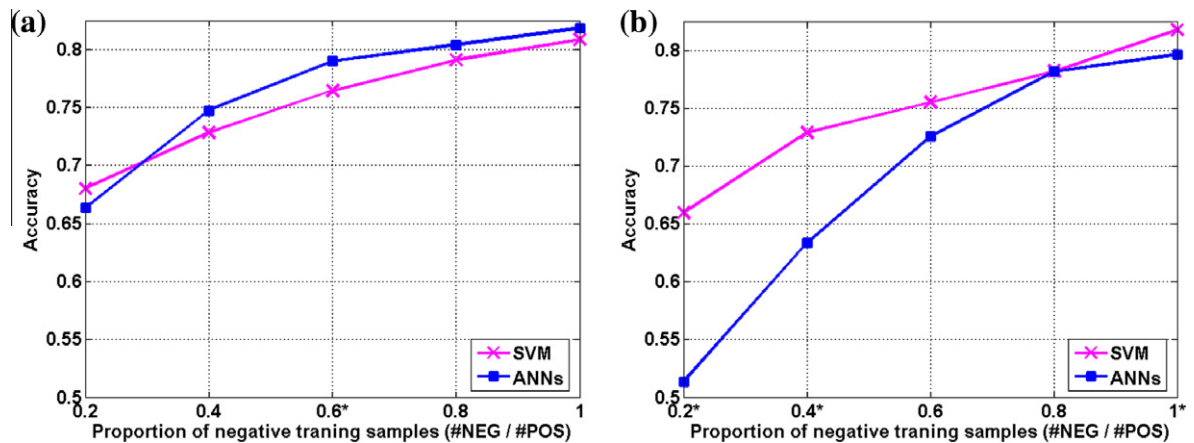 (a)
0.8
0.75
0.7
0.65
0.6
0.55
0.5
Accuracy
SVM
ANNs
0.2 0.4 0.6* 0.8 1
Proportion of negative traning samples (#NEG / #POS)
(b)
0.8
0.75
0.7
0.65
0.6
0.55
0.5
Accuracy
SVM
ANNs
0.2* 0.4* 0.6 0.8 1*
Proportion of negative traning samples (#NEG / #POS)